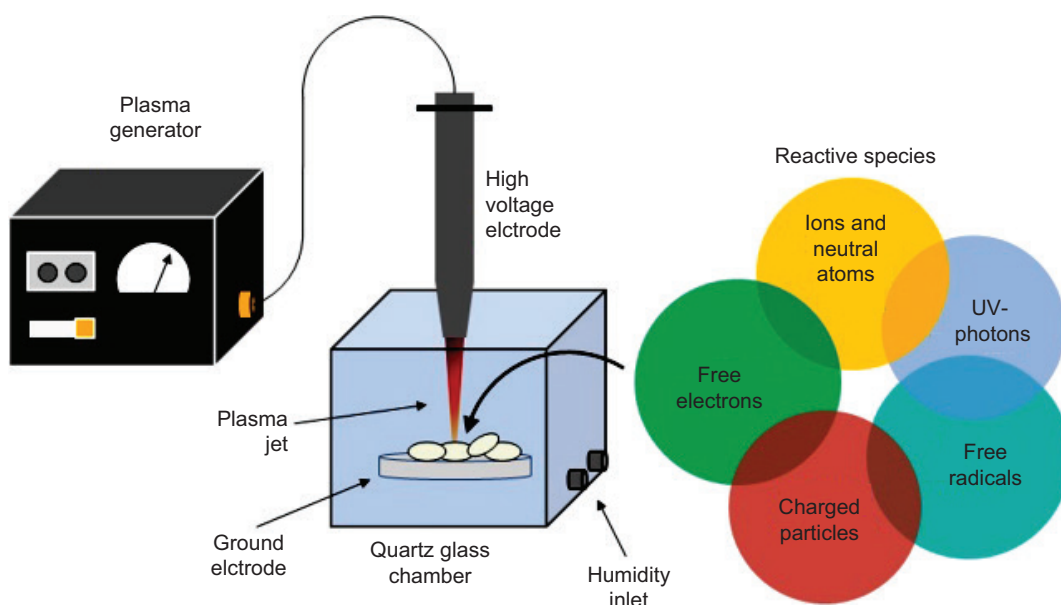 Plasma
generator
High
voltage
elctrode
Plasma
jet
Ground
elctrode
Quartz glass
chamber
Humidity
inlet
Reactive species
Ions and
neutral
atoms
UV-
photons
Free
electrons
Free
radicals
Charged
particles